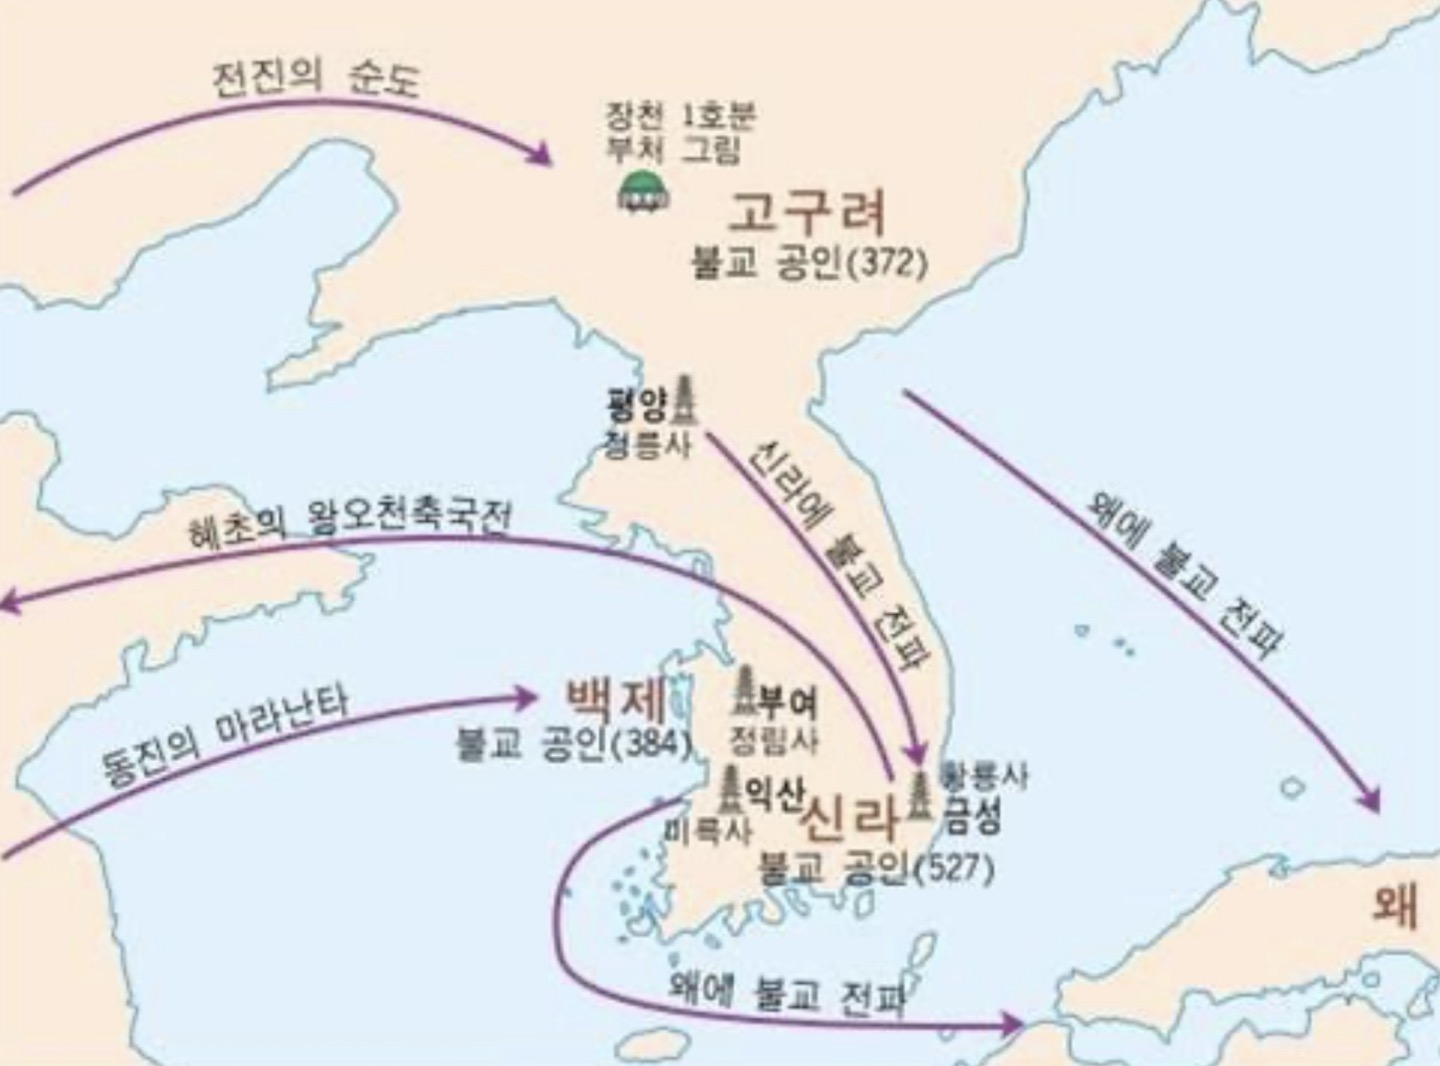 전진의 순도
장천 1호분
부처 그림
고구려
불교 공인(372)
평양
정릉사
신라에 불교 전파
왜에 불교 전파
혜초의 왕오천축국전
동진의 마라난타
백제
불교 공인(384)
부여
정림사
익산
미륵사
신라
불교 공인(527)
황룡사
금성
왜
왜에 불교 전파